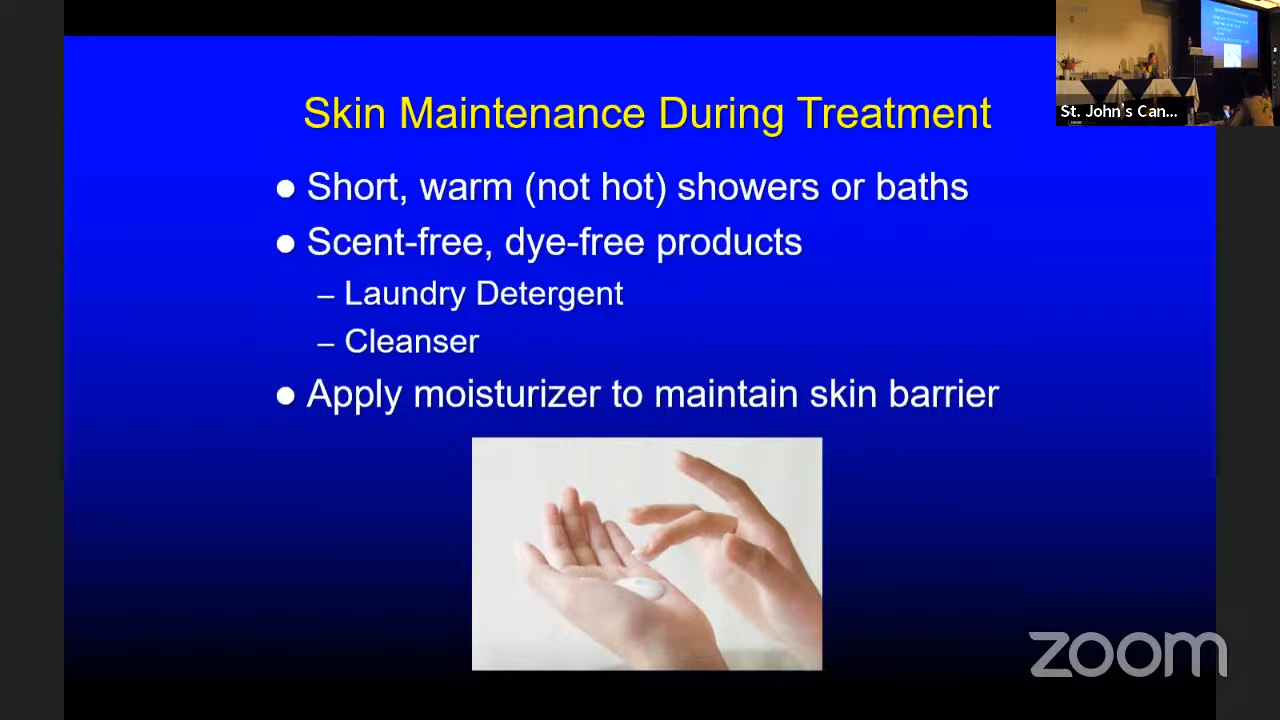 Skin Maintenance During Treatment
● Short, warm (not hot) showers or baths
● Scent-free, dye-free products
– Laundry Detergent
– Cleanser
● Apply moisturizer to maintain skin barrier
St. John's Can...
zoom